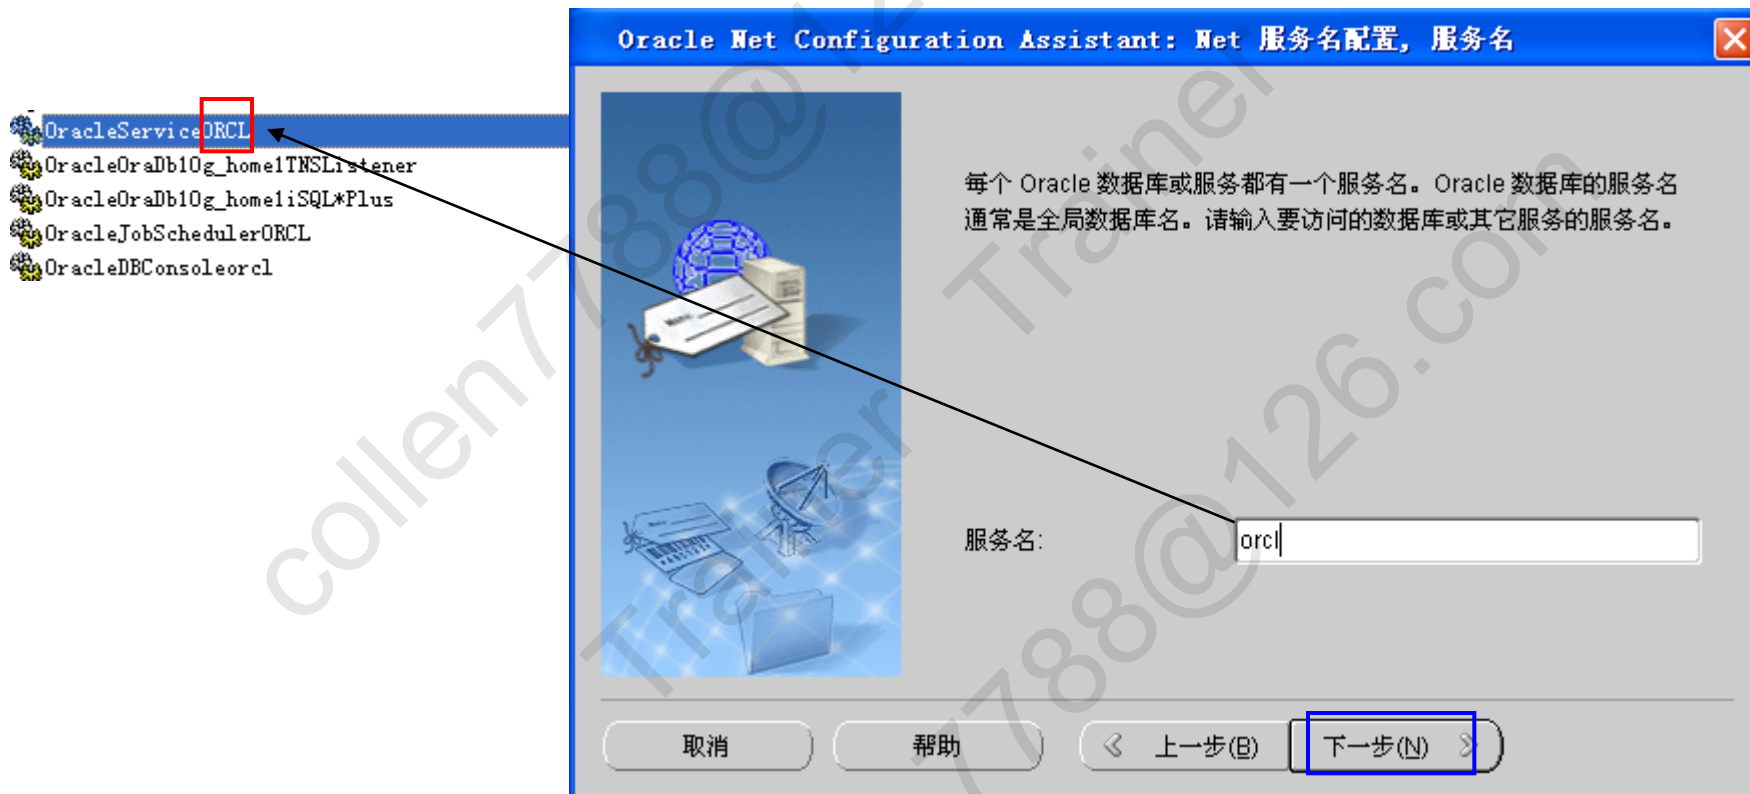 Oracle Net Configuration Assistant: Net 服务名配置, 服务名
OracleServiceORCL
OracleOraDb10g_home1TNSListener
OracleOraDb10g_home1iSQL*Plus
OracleJobSchedulerORCL
OracleDBConsoleorcl
每个 Oracle 数据库或服务都有一个服务名。Oracle 数据库的服务名
通常是全局数据库名。请输入要访问的数据库或其它服务的服务名。
服务名:
orcl
取消
帮助
上一步(B)
下一步(N)
collen7788@12
Trainer
Trainer
7788@126.com